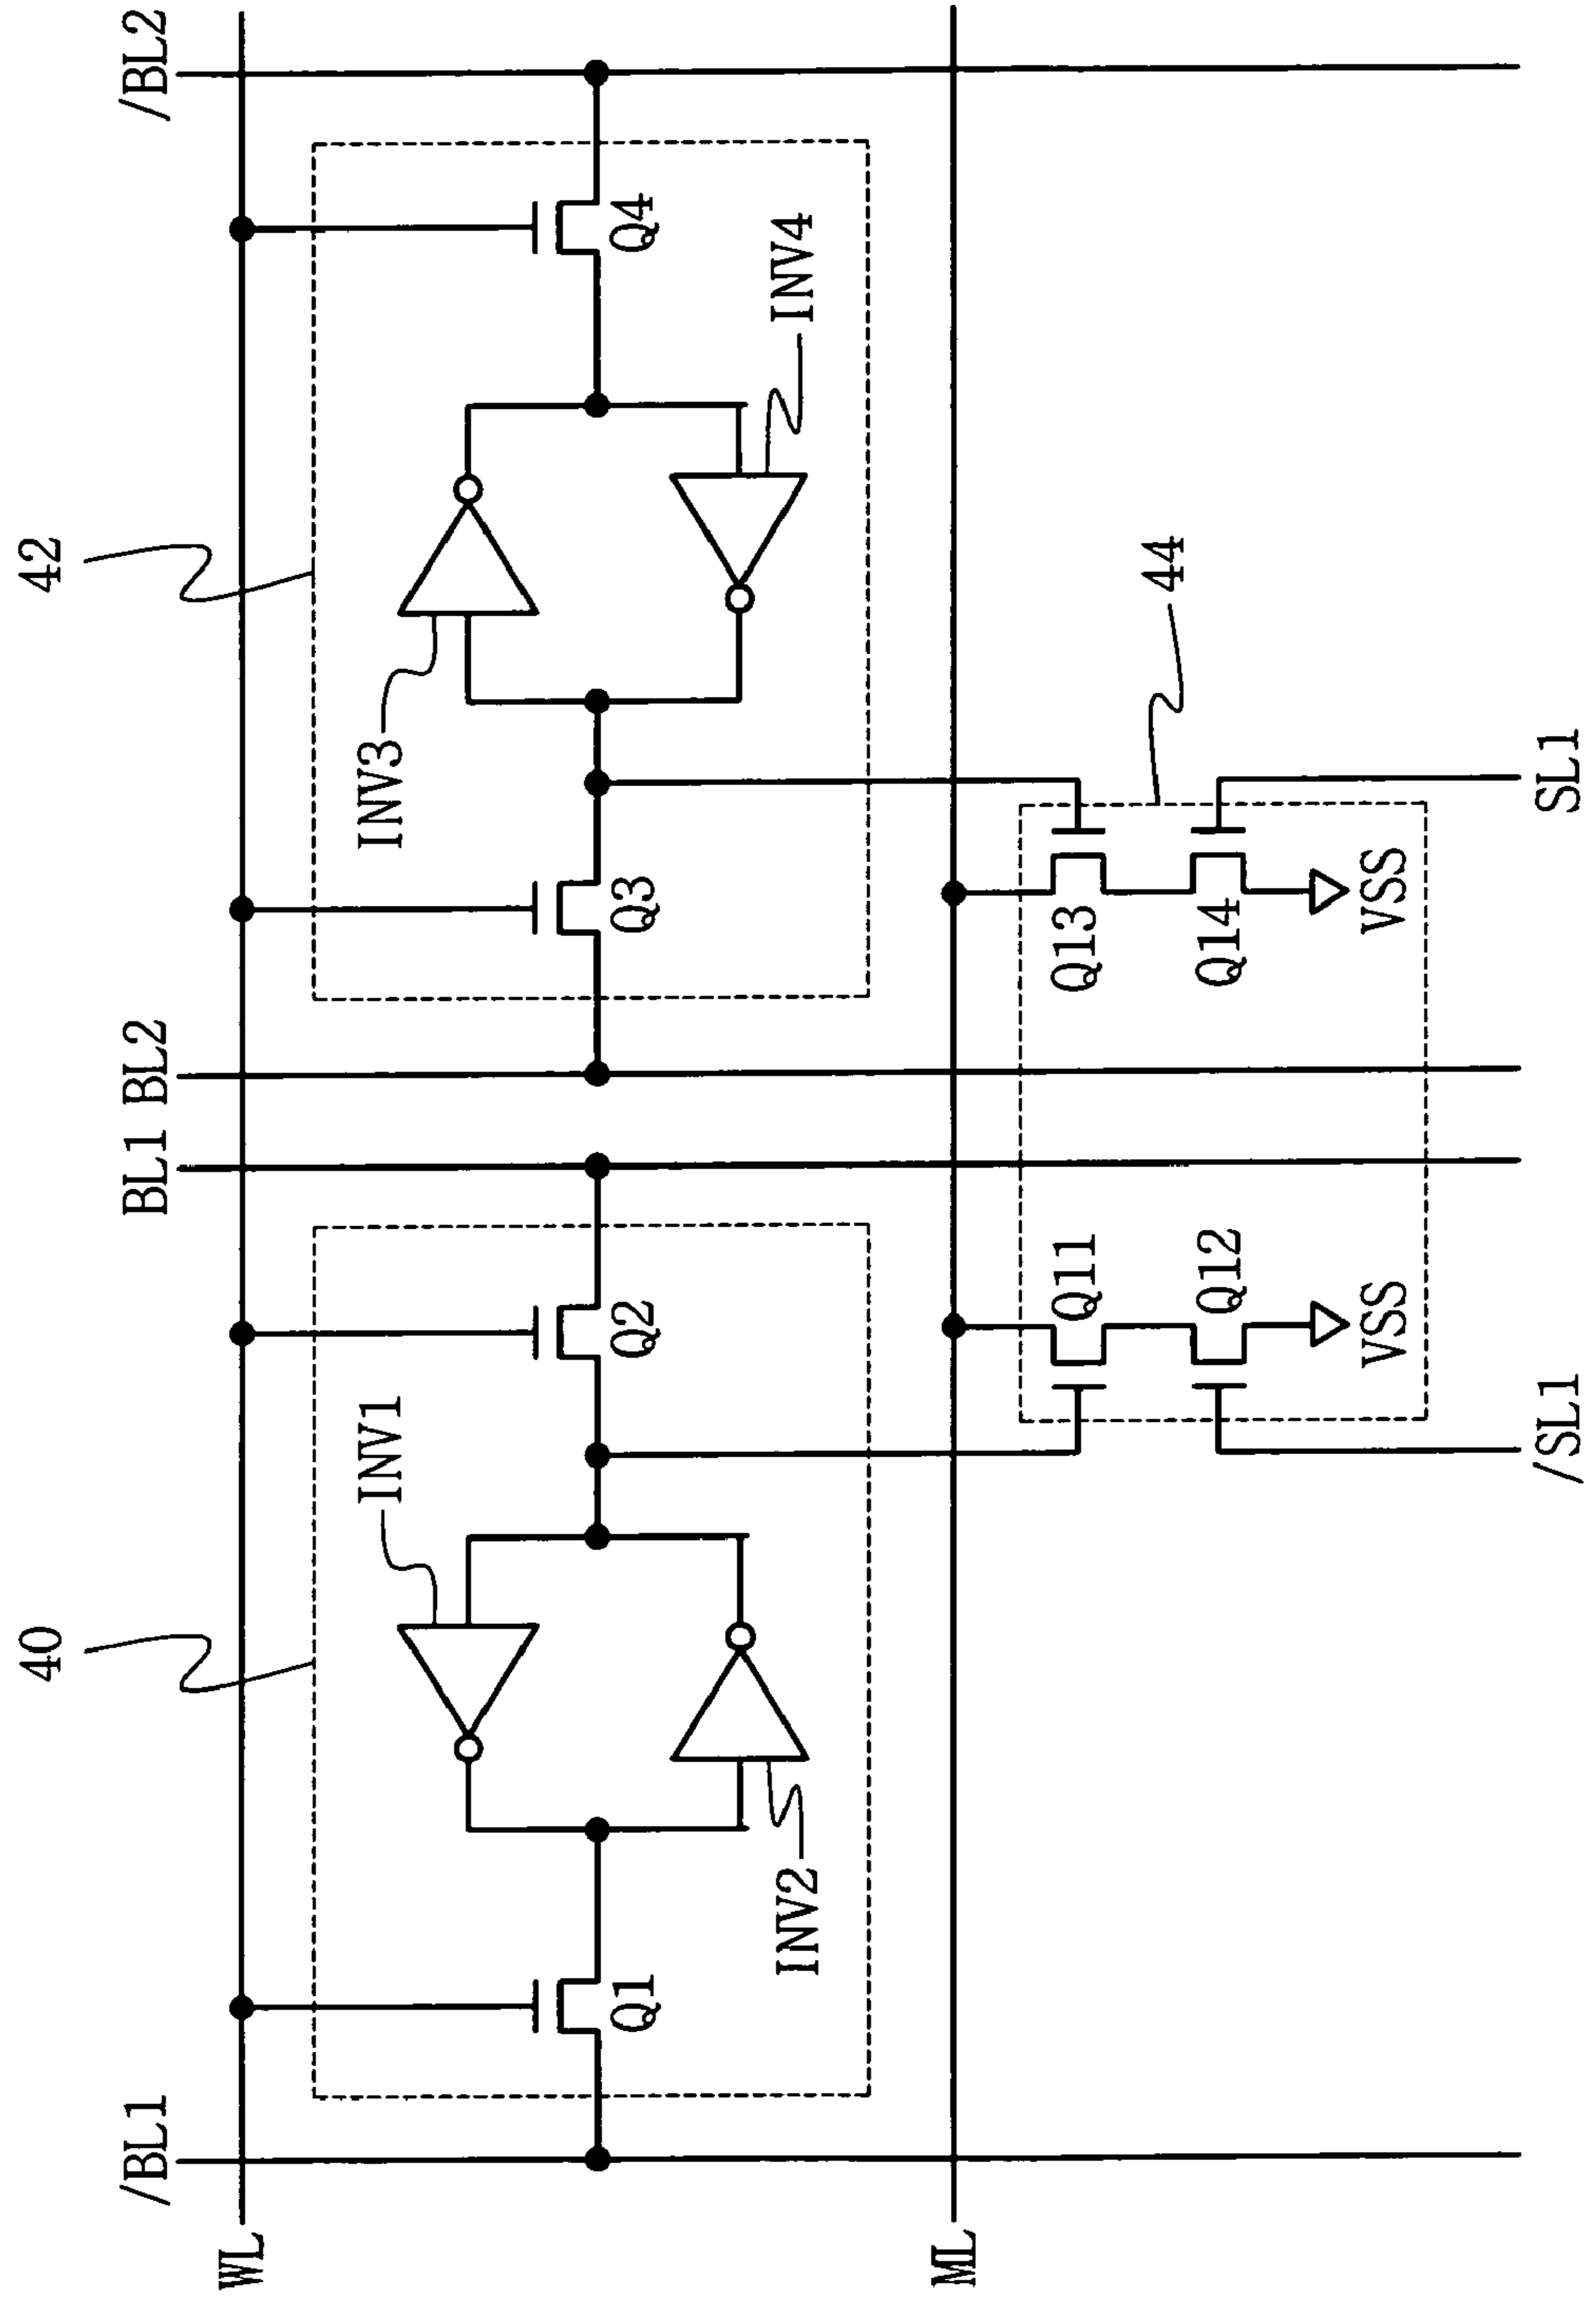 40
42
/BL1
BL1
BL2
/BL2
WL
INV1
INV3
Q1
Q2
Q3
Q4
INV2
INV4
ML
44
Q11
Q13
Q12
Q14
VSS
VSS
/SL1
SL1